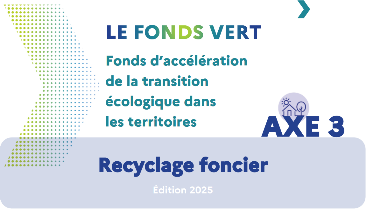 LE FONDS VERT
Fonds d'accélération
de la transition
écologique dans
les territoires
AXE 3
Recyclage foncier
Édition 2025